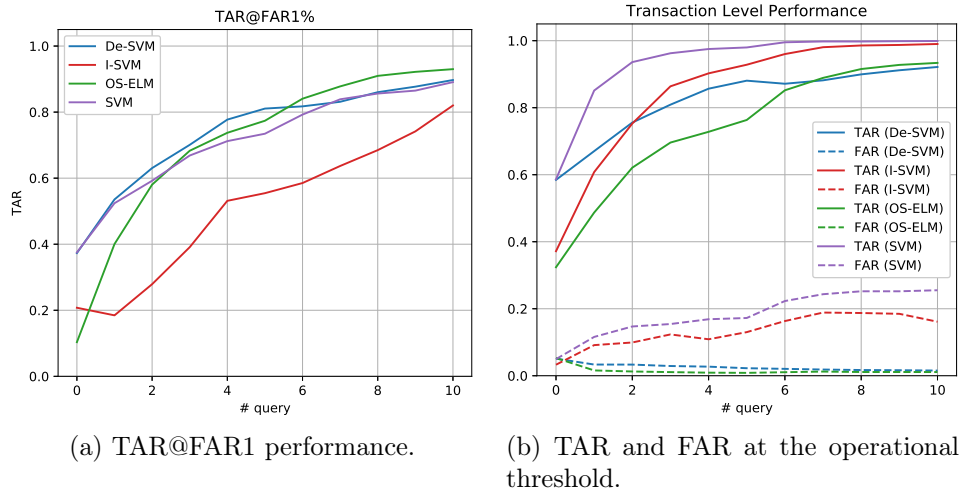 TAR@FAR1%
1.0
0.8
0.6
0.4
0.2
0.0
TAR
De-SVM
I-SVM
OS-ELM
SVM
0 2 4 6 8 10
# query
(a) TAR@FAR1 performance.
Transaction Level Performance
1.0
0.8
0.6
0.4
0.2
0.0
TAR (De-SVM)
FAR (De-SVM)
TAR (I-SVM)
FAR (I-SVM)
TAR (OS-ELM)
FAR (OS-ELM)
TAR (SVM)
FAR (SVM)
0 2 4 6 8 10
# query
(b) TAR and FAR at the operational
threshold.